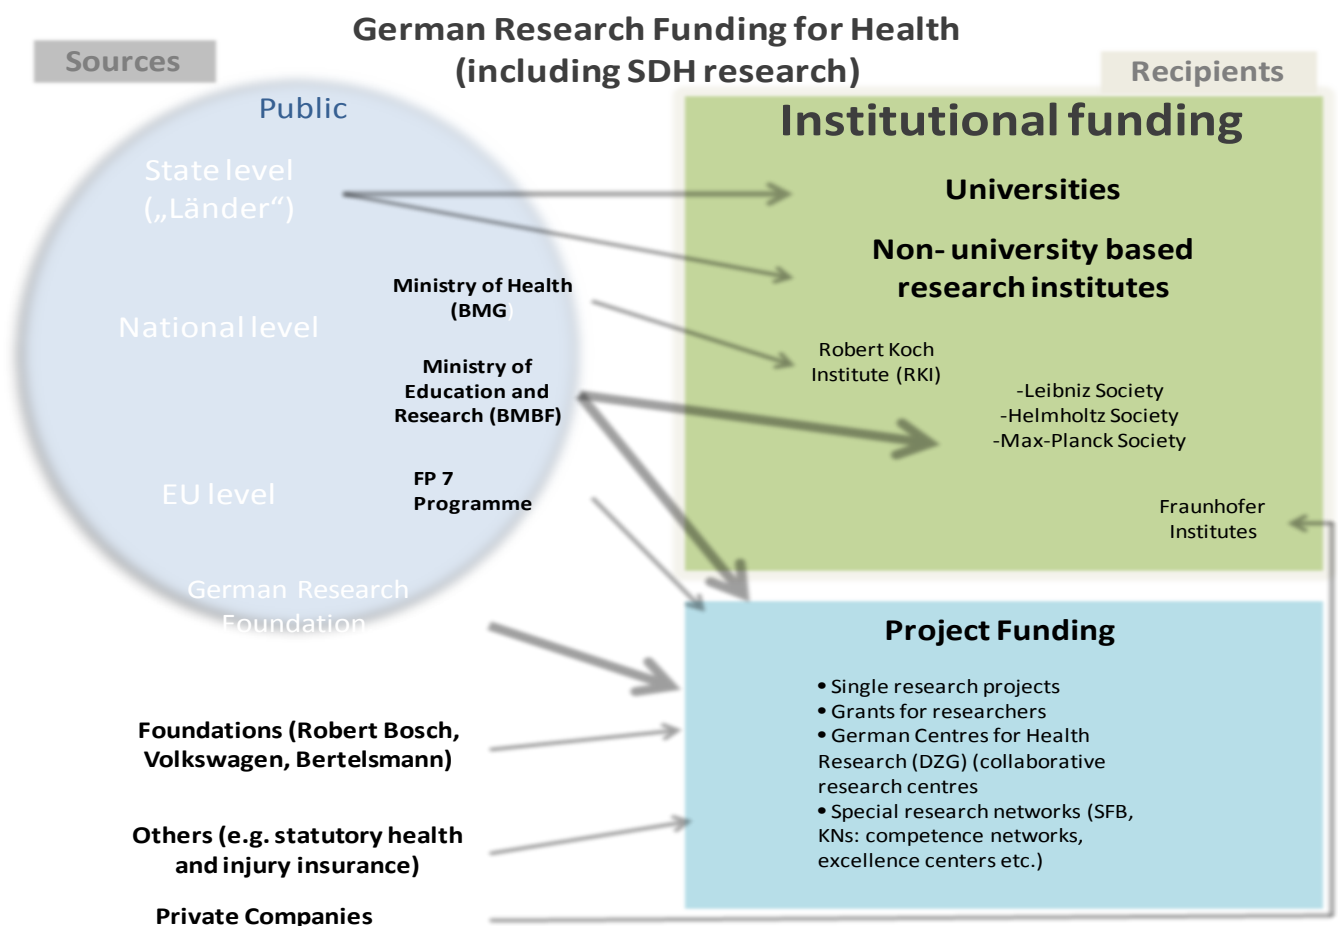 German Research Funding for Health
(including SDH research)
Sources
Recipients
Public
State level
(„Länder“)
National level
Ministry of Health
(BMG)
Ministry of
Education and
Research (BMBF)
EU level
FP 7
Programme
German Research
Foundation
Foundations (Robert Bosch,
Volkswagen, Bertelsmann)
Others (e.g. statutory health
and injury insurance)
Private Companies
Institutional funding
Universities
Non- university based
research institutes
Robert Koch
Institute (RKI)
-Leibniz Society
-Helmholtz Society
-Max-Planck Society
Fraunhofer
Institutes
Project Funding
• Single research projects
• Grants for researchers
• German Centres for Health
Research (DZG) (collaborative
research centres
• Special research networks (SFB,
KNs: competence networks,
excellence centers etc.)